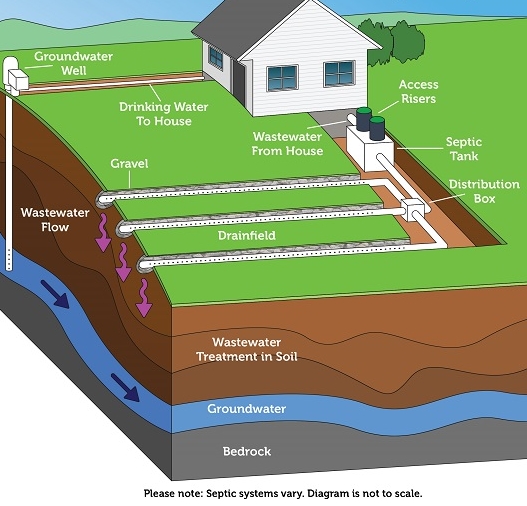 Groundwater
Well
Drinking Water
To House
Access
Risers
Wastewater
From House
Septic
Tank
Gravel
Distribution
Box
Wastewater
Flow
Drainfield
Wastewater
Treatment in Soil
Groundwater
Bedrock
Please note: Septic systems vary. Diagram is not to scale.